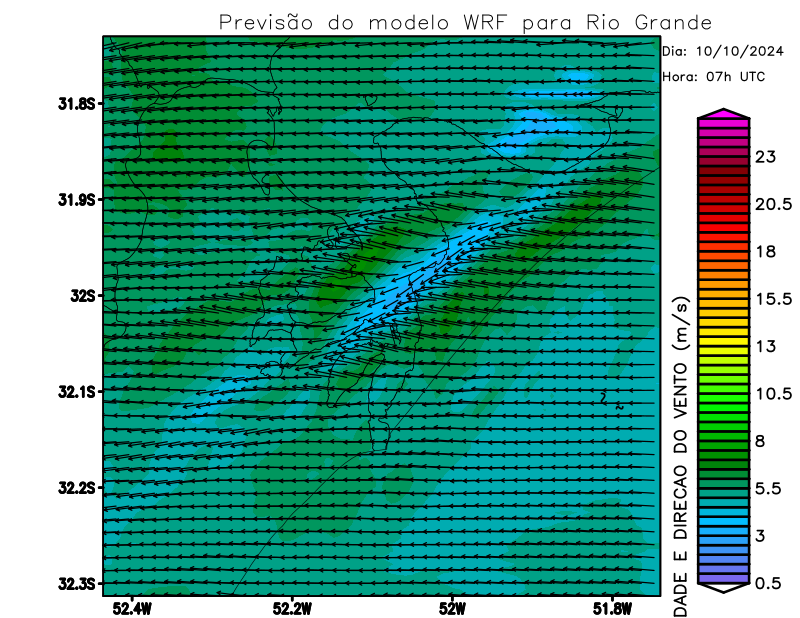 Previsão do modelo WRF para Rio Grande
Dia: 10/10/2024
Hora: 07h UTC
31.8S
31.9S
32S
32.1S
32.2S
32.3S
52.4W
52.2W
52W
51.8W
23
20.5
18
15.5
13
10.5
8
5.5
3
0.5
DADE E DIRECAO DO VENTO (m/s)